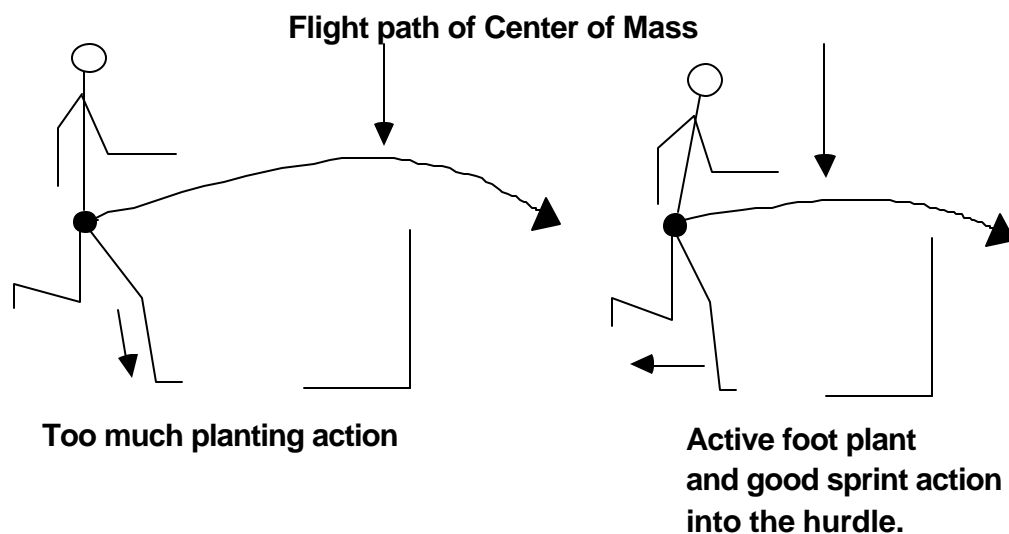 Flight path of Center of Mass
Too much planting action
Active foot plant
and good sprint action
into the hurdle.